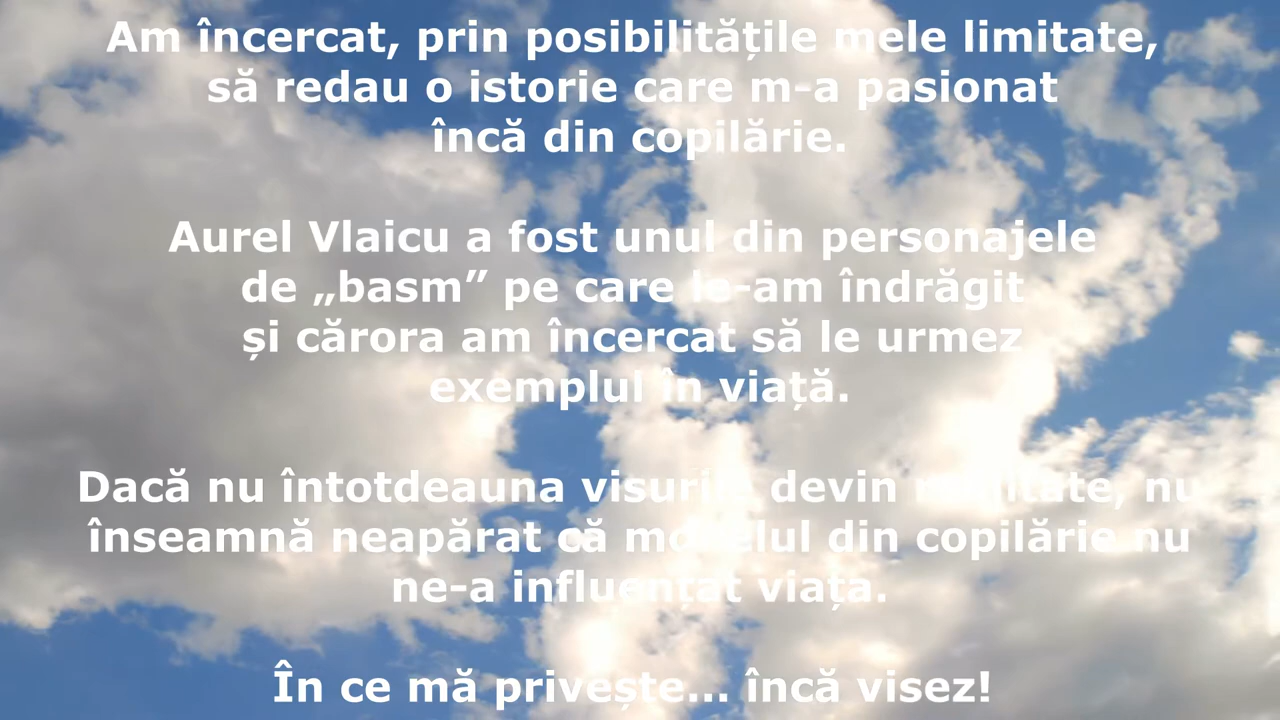 Am încercat, prin posibilitățile mele limitate,
să redau o istorie care m-a pasionat
încă din copilărie.
Aurel Vlaicu a fost unul din personajele
de „basm” pe care le-am îndrăgit
și cărora am încercat să le urmez
exemplul în viață.
Dacă nu întotdeauna visurile devin realitate, nu
înseamnă neapărat că modelul din copilărie nu
ne-a influențat viața.
În ce mă privește... încă visez!